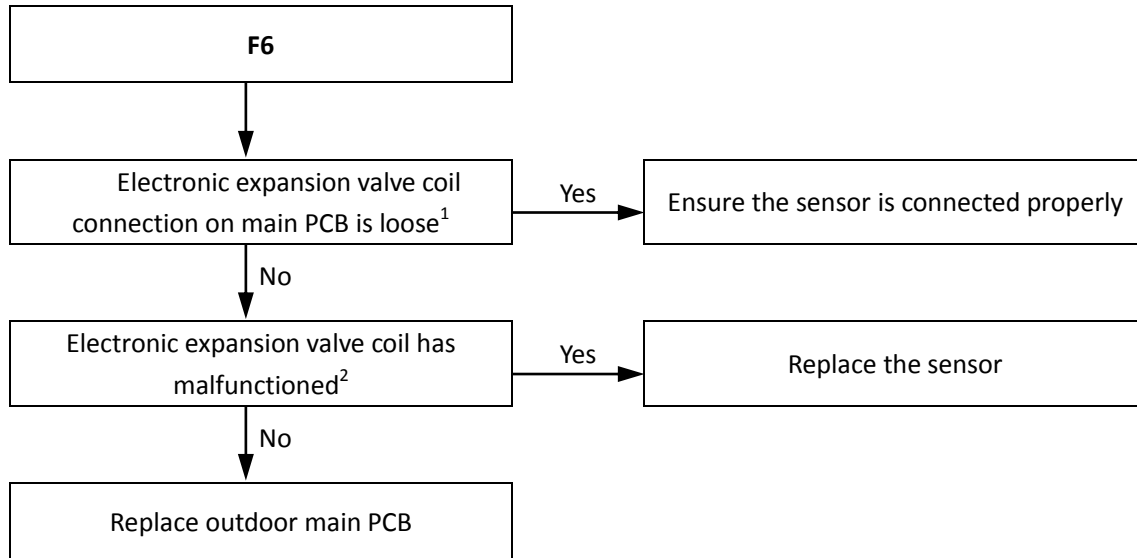 F6
Electronic expansion valve coil
connection on main PCB is loose¹
Yes
Ensure the sensor is connected properly
No
Electronic expansion valve coil has
malfunctioned²
Yes
Replace the sensor
No
Replace outdoor main PCB